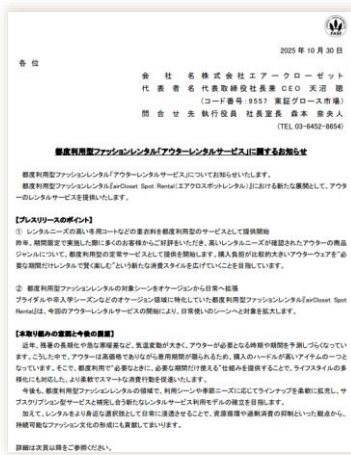 2025 年 10 月 30 日
各 位
会 社 名 株 式 会 社 エ ア ー ク ロ ー ゼ ッ ト
代 表 者 名 代 表 取 締 役 社 長 兼 CEO 天 沼 聰
(コード番号:9557 東証グロース市場)
問 合 せ 先 執 行 役 員 社 長 室 長 森 本 奈 央 人
(TEL 03-6452-8654)
都度利用型ファッションレンタル「アウターレンタルサービス」に関するお知らせ
都度利用型ファッションレンタル「アウターレンタルサービス」についてお知らせいたします。
都度利用型ファッションレンタル『airCloset Spot Rental(エアクロスポットレンタル)』における新たな展開として、アウタ
ーのレンタルサービスを提供いたします。
【プレスリリースのポイント】
① レンタルニーズの高い冬用コートなどの重衣料を都度利用型のサービスとして提供開始
昨年、期間限定で実施した際に多くのお客様からご好評をいただき、高いレンタルニーズが確認されたアウターの商品
ジャンルについて、都度利用型の定常サービスとして提供を開始します。購入負担が比較的大きいアウターウェアを“必
要な期間だけレンタルで賢く楽しむ”という新たな消費スタイルを広げていくことを目指しています。
② 都度利用型ファッションレンタルの対象シーンをオケージョンから日常へ拡張
ブライダルや卒入学シーズンなどのオケージョン領域に特化していた都度利用型ファッションレンタル『airCloset Spot
Rental』は、今回のアウターレンタルサービスの開始により、日常使いのシーンへと対象を拡大します。
【本取り組みの意図と今後の展望】
近年、残暑の長期化や急な寒暖差など、気温変動が大きく、アウターが必要となる時期や期間を予測しづらくなってい
ます。こうした中で、アウターは高価格でありながら着用期間が限られるため、購入のハードルが高いアイテムの一つと
なっています。そこで、都度利用で“必要なときに、必要な期間だけ使える”仕組みを提供することで、ライフスタイルの多
様化にも対応した、より柔軟でスマートな消費行動を促進いたします。
今後も、都度利用型ファッションレンタルの領域で、利用シーンや季節ニーズに応じてラインナップを柔軟に拡充し、サ
ブスクリプション型サービスと補完し合う新たなレンタルサービス利用モデルの確立を目指します。
加えて、レンタルをより身近な選択肢として日常に浸透させることで、資源循環や過剰消費の抑制といった観点から、
持続可能なファッション文化の形成にも貢献してまいります。
詳細は次頁以降をご参照ください。